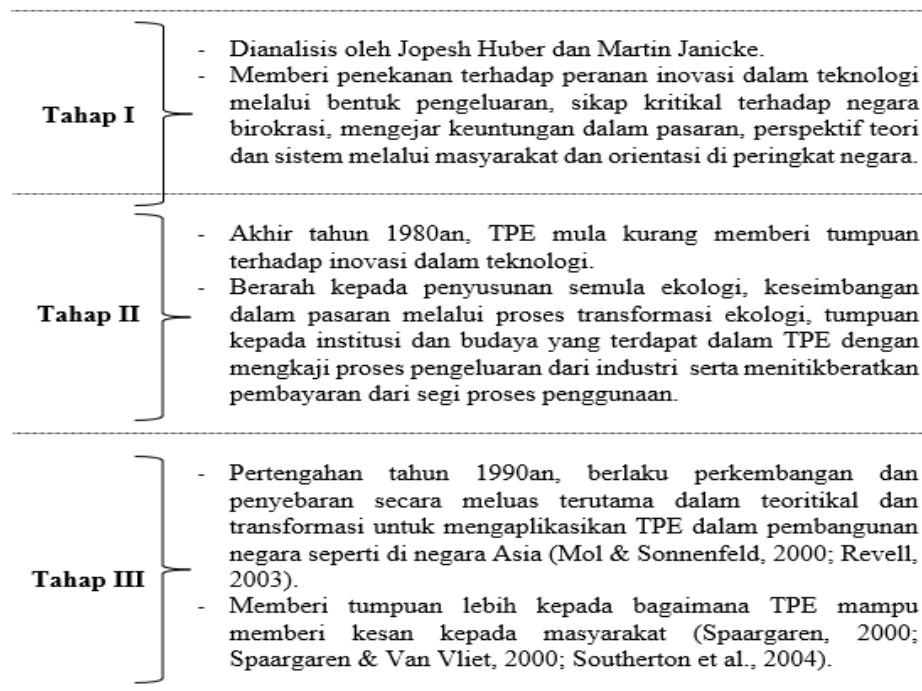 Tahap I
- Dianalisis oleh Jopesh Huber dan Martin Janicke.
- Memberi penekanan terhadap peranan inovasi dalam teknologi
melalui bentuk pengeluaran, sikap kritikal terhadap negara
birokrasi, mengejar keuntungan dalam pasaran, perspektif teori
dan sistem melalui masyarakat dan orientasi di peringkat negara.
Tahap II
- Akhir tahun 1980an, TPE mula kurang memberi tumpuan
terhadap inovasi dalam teknologi.
- Berarah kepada penyusunan semula ekologi, keseimbangan
dalam pasaran melalui proses transformasi ekologi, tumpuan
kepada institusi dan budaya yang terdapat dalam TPE dengan
mengkaji proses pengeluaran dari industri serta menitikberatkan
pembayaran dari segi proses penggunaan.
Tahap III
- Pertengahan tahun 1990an, berlaku perkembangan dan
penyebaran secara meluas terutama dalam teoritikal dan
transformasi untuk mengaplikasikan TPE dalam pembangunan
negara seperti di negara Asia (Mol & Sonnenfeld, 2000; Revell,
2003).
- Memberi tumpuan lebih kepada bagaimana TPE mampu
memberi kesan kepada masyarakat (Spaargaren, 2000;
Spaargaren & Van Vliet, 2000; Southerton et al., 2004).